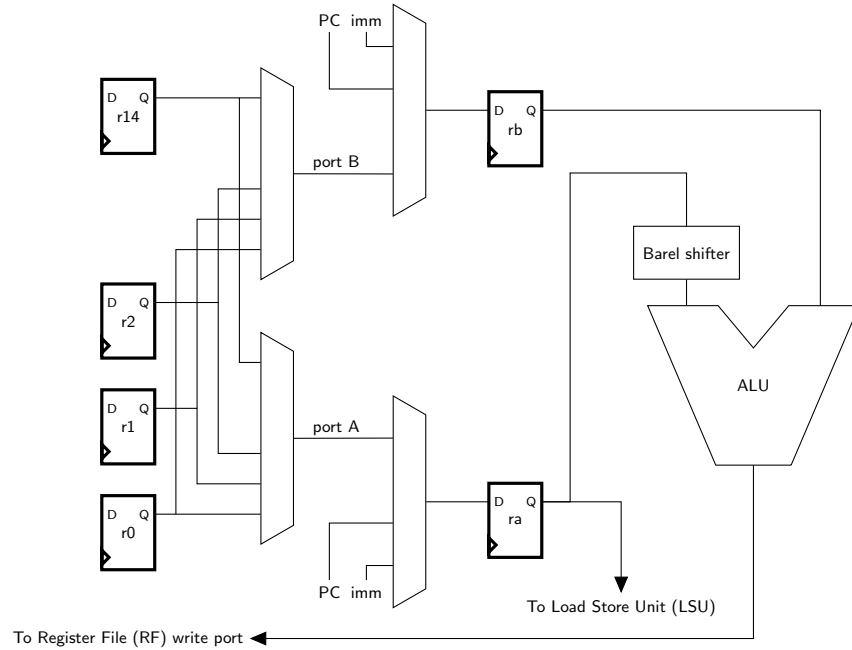 PC imm
D Q
r14
D Q
rb
port B
Barel shifter
D Q
r2
ALU
D Q
r1
port A
D Q
r0
D Q
ra
PC imm
To Load Store Unit (LSU)
To Register File (RF) write port